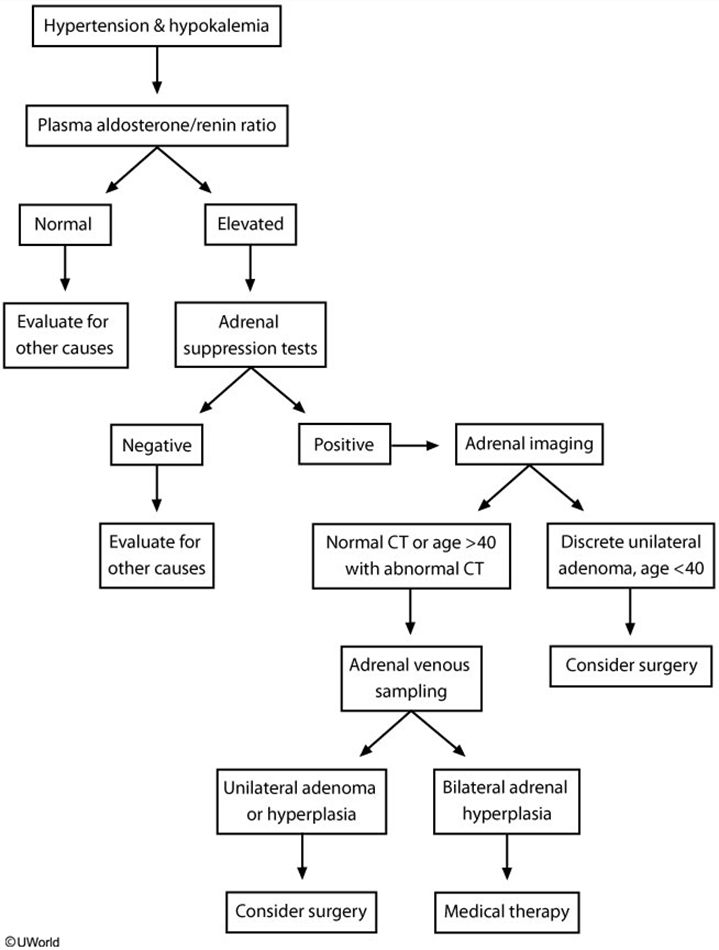 Hypertension & hypokalemia
Plasma aldosterone/renin ratio
Normal
Elevated
Evaluate for
other causes
Adrenal
suppression tests
Negative
Positive
Adrenal imaging
Evaluate for
other causes
Normal CT or age >40
with abnormal CT
Discrete unilateral
adenoma, age <40
Adrenal venous
sampling
Consider surgery
Unilateral adenoma
or hyperplasia
Bilateral adrenal
hyperplasia
Consider surgery
Medical therapy
©UWorld